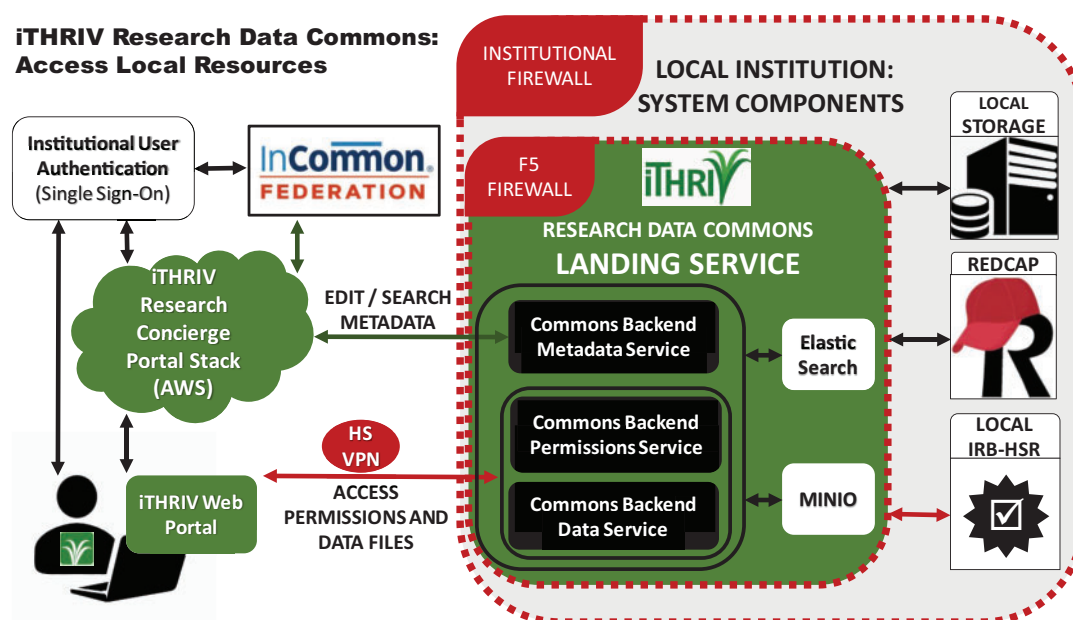 iTHRIV Research Data Commons:
Access Local Resources
Institutional User
Authentication
(Single Sign-On)
InCommon®
FEDERATION
iTHRIV
Research
Concierge
Portal Stack
(AWS)
iTHRIV Web
Portal
EDIT / SEARCH
METADATA
HS
VPN
ACCESS
PERMISSIONS AND
DATA FILES
INSTITUTIONAL
FIREWALL
LOCAL INSTITUTION:
SYSTEM COMPONENTS
F5
FIREWALL
iTHRIV
RESEARCH DATA COMMONS
LANDING SERVICE
Commons Backend
Metadata Service
Commons Backend
Permissions Service
Commons Backend
Data Service
Elastic
Search
MINIO
LOCAL
STORAGE
REDCAP
R
LOCAL
IRB-HSR